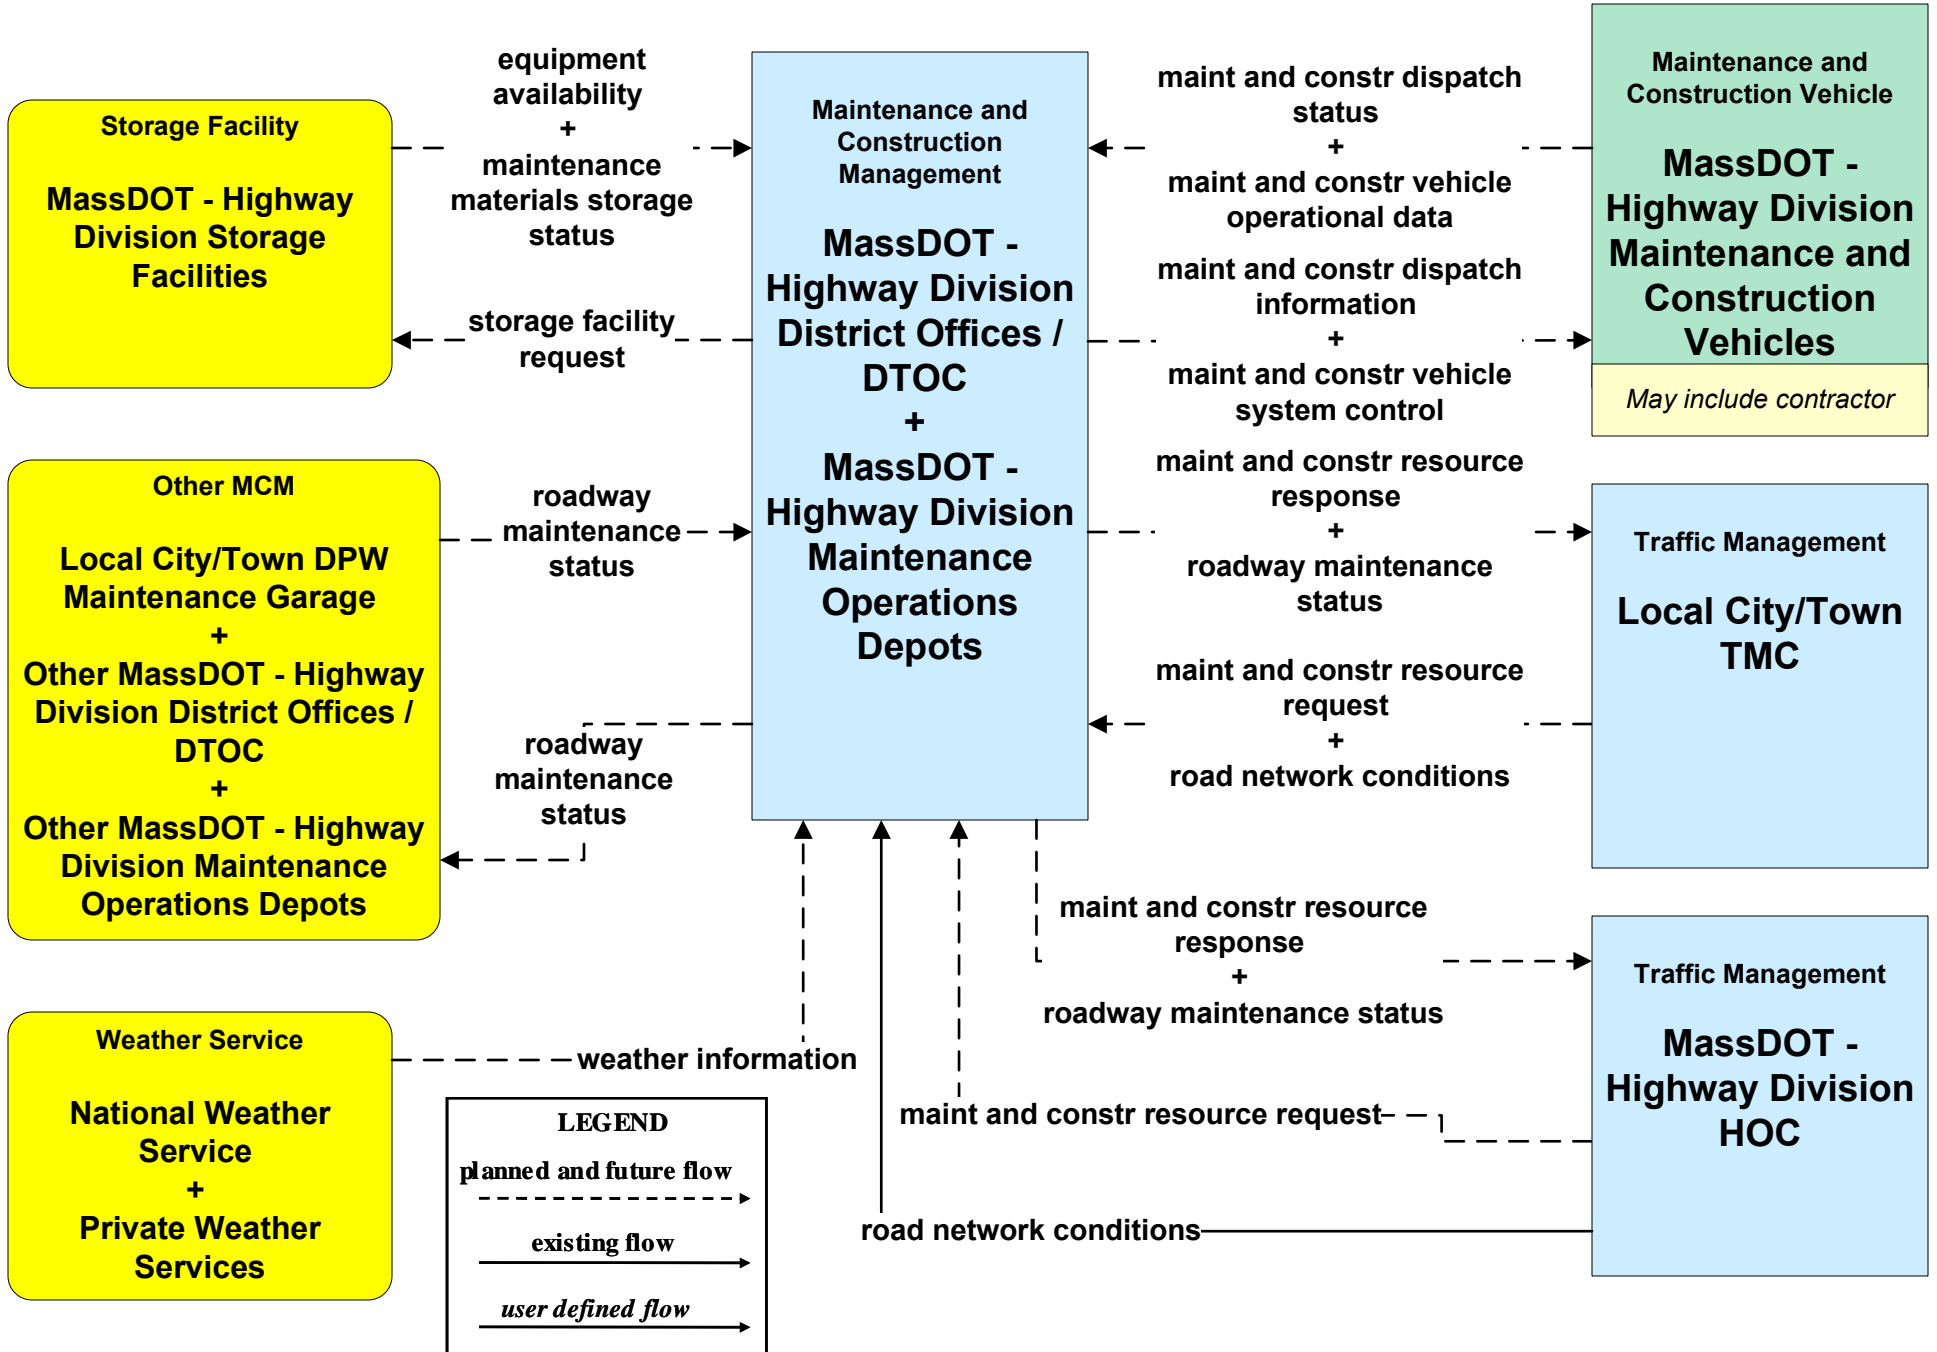 Storage Facility
MassDOT - Highway
Division Storage
Facilities
equipment
availability
+
maintenance
materials storage
status
storage facility
request
Other MCM
Local City/Town DPW
Maintenance Garage
+
Other MassDOT - Highway
Division District Offices /
DTOC
+
Other MassDOT - Highway
Division Maintenance
Operations Depots
roadway
maintenance
status
roadway
maintenance
status
Weather Service
National Weather
Service
+
Private Weather
Services
weather information
Maintenance and
Construction
Management
MassDOT -
Highway Division
District Offices /
DTOC
+
MassDOT -
Highway Division
Maintenance
Operations
Depots
maint and constr dispatch
status
+
maint and constr vehicle
operational data
maint and constr dispatch
information
+
maint and constr vehicle
system control
Maintenance and
Construction Vehicle
MassDOT -
Highway Division
Maintenance and
Construction
Vehicles
May include contractor
maint and constr resource
response
+
roadway maintenance
status
maint and constr resource
request
+
road network conditions
Traffic Management
Local City/Town
TMC
maint and constr resource
response
+
roadway maintenance status
maint and constr resource request
road network conditions
Traffic Management
MassDOT -
Highway Division
HOC
LEGEND
planned and future flow
existing flow
user defined flow